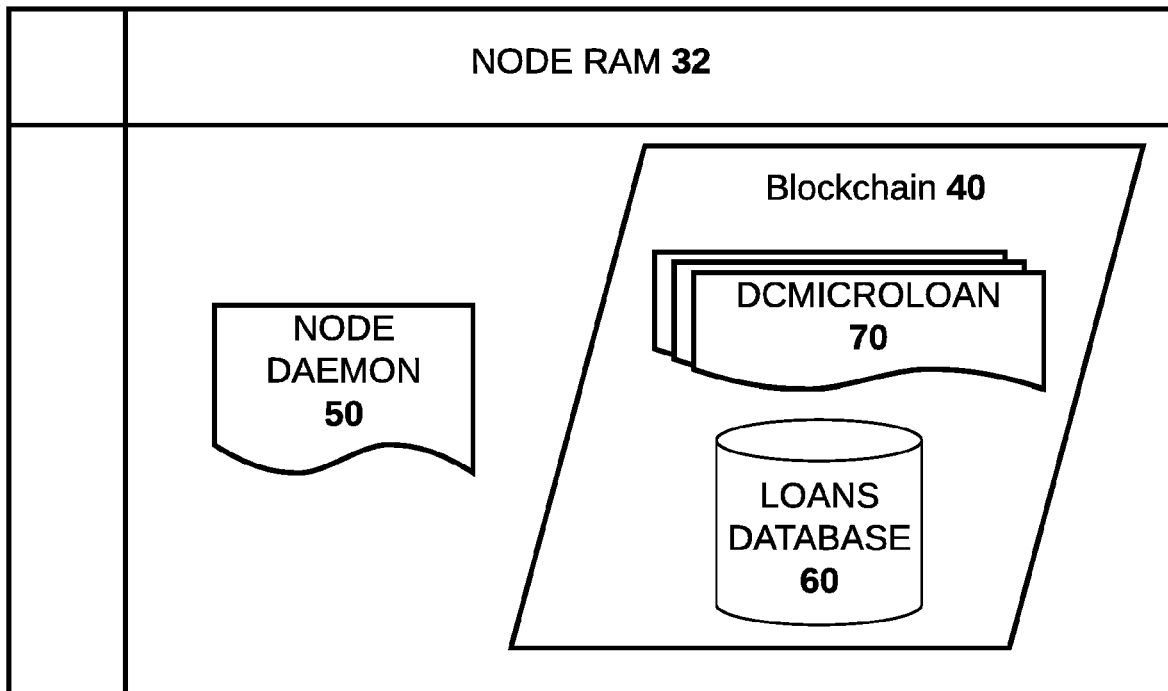 NODE RAM 32
Blockchain 40
DCMICROLOAN
70
NODE
DAEMON
50
LOANS
DATABASE
60